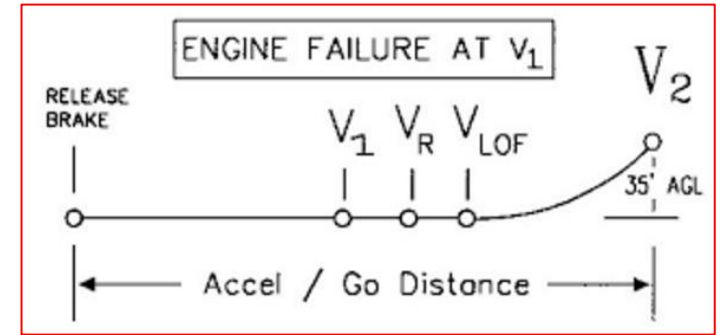 ENGINE FAILURE AT V1
V2
RELEASE
BRAKE
V1 VR VLOF
35' AGL
Accel / Go Distance